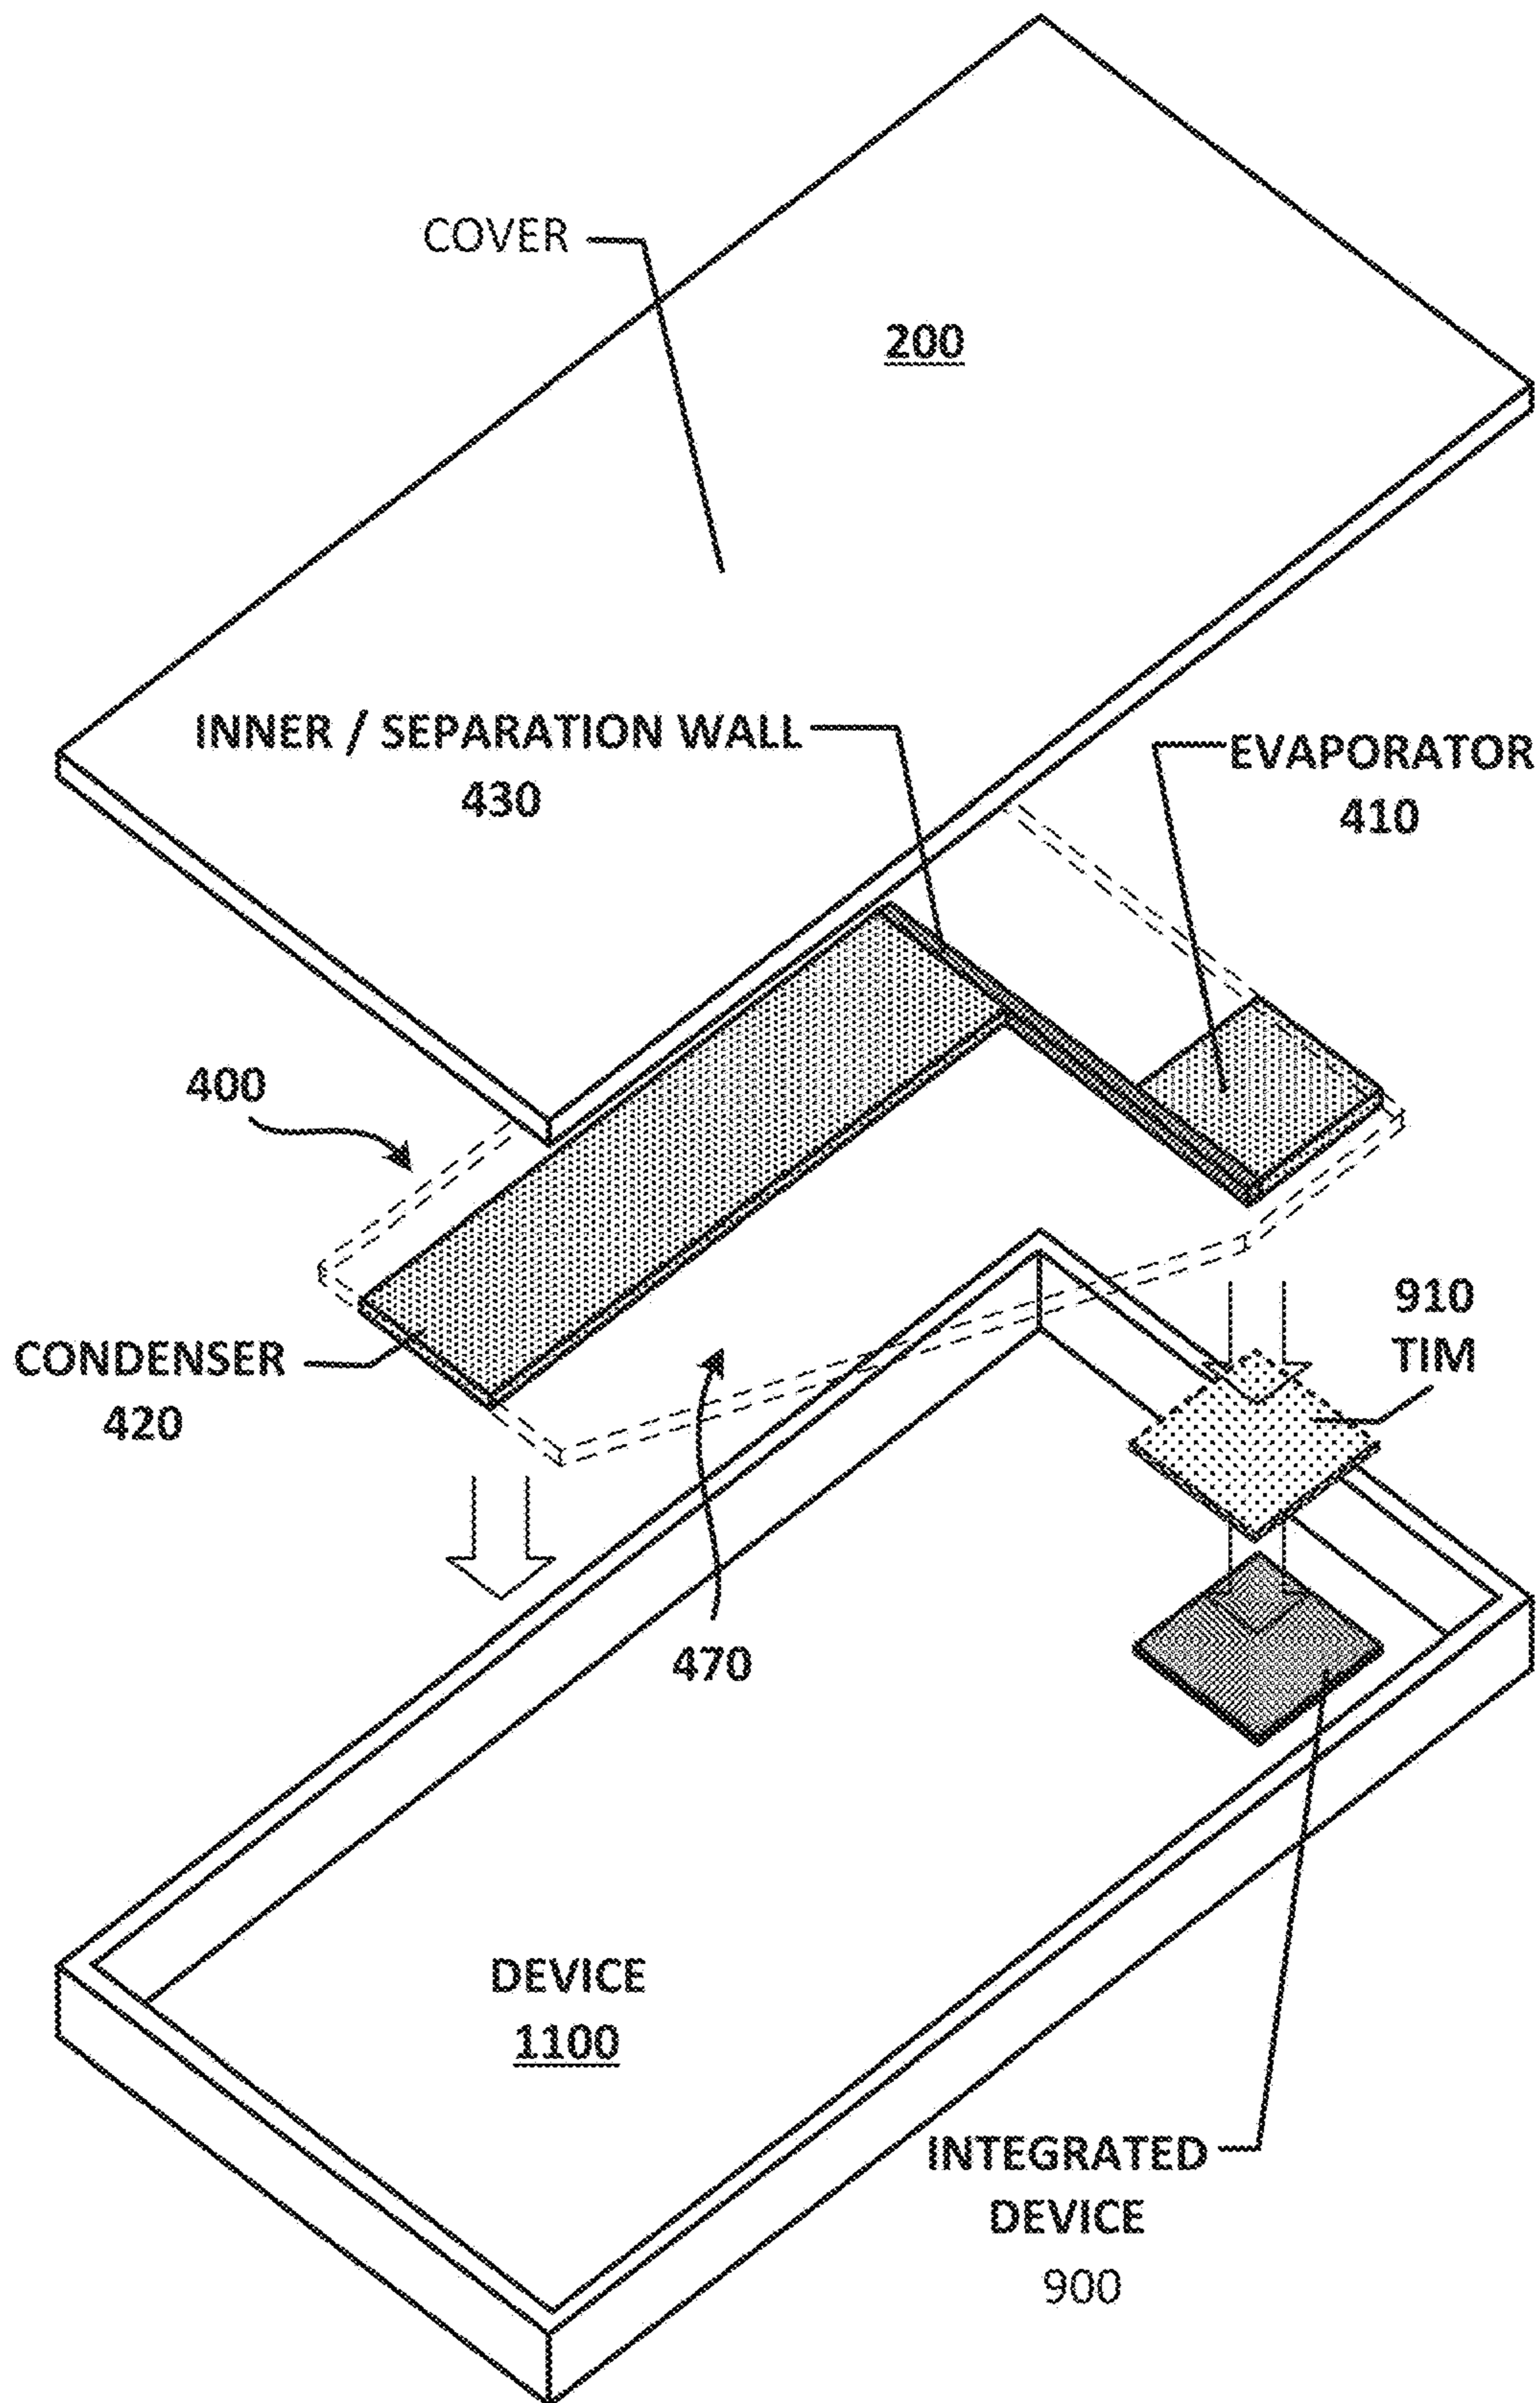 COVER
200
INNER / SEPARATION WALL
430
EVAPORATOR
410
400
910
TIM
CONDENSER
420
470
DEVICE
1100
INTEGRATED
DEVICE
900